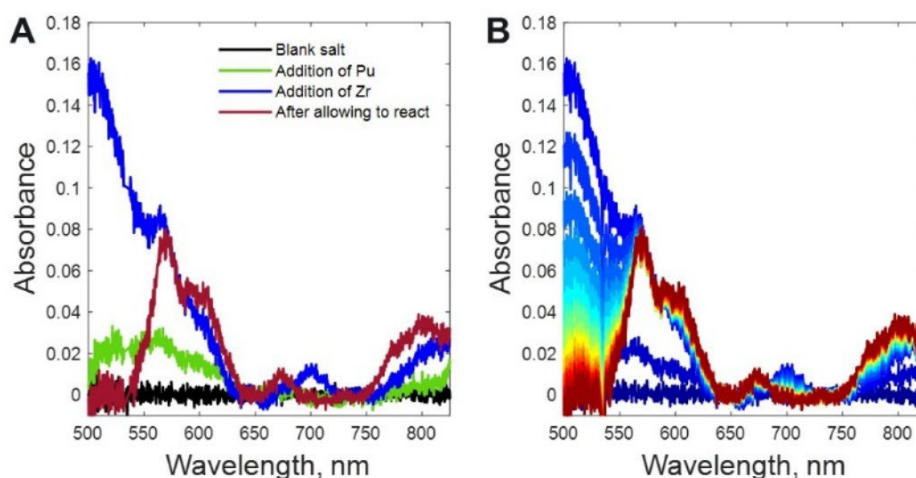 A
0.18
0.16
0.14
0.12
0.1
0.08
0.06
0.04
0.02
0
Absorbance
500 550 600 650 700 750 800
Wavelength, nm
Blank salt
Addition of Pu
Addition of Zr
After allowing to react
B
0.18
0.16
0.14
0.12
0.1
0.08
0.06
0.04
0.02
0
Absorbance
500 550 600 650 700 750 800
Wavelength, nm